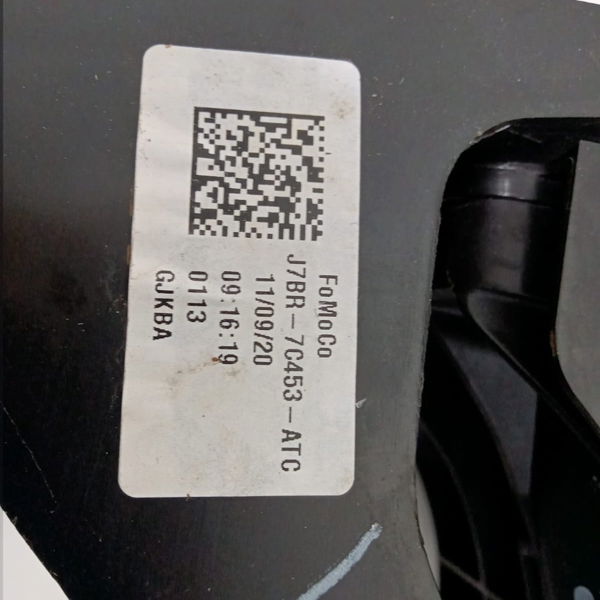 FoMoCo
J7BR-7C453-ATC
11/09/20
09:16:19
0113
GJKBA